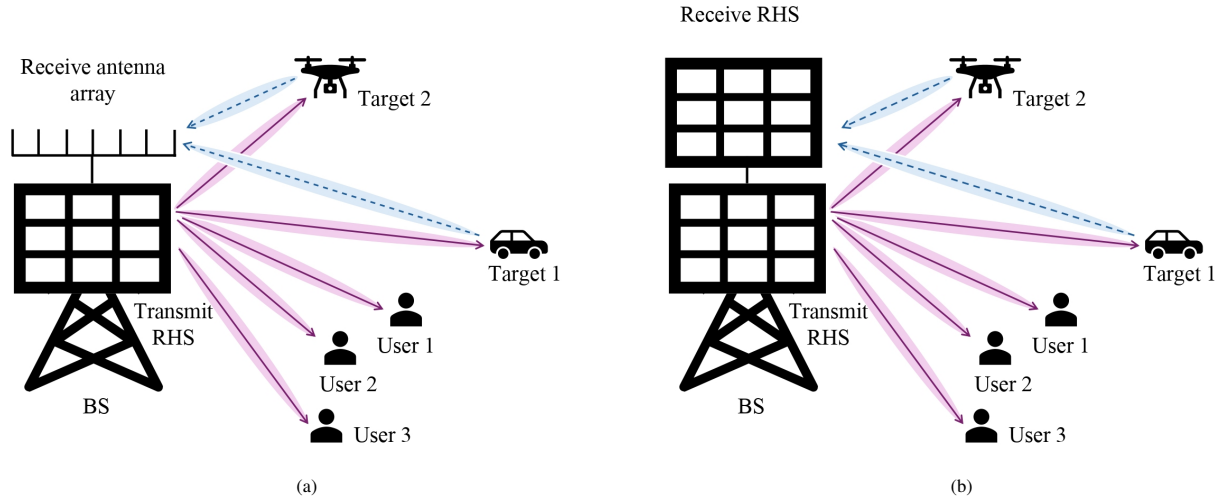 Receive antenna
array
Target 2
Target 1
Transmit
RHS
User 1
User 2
BS
User 3
(a)
Receive RHS
Target 2
Target 1
Transmit
RHS
User 1
User 2
BS
User 3
(b)